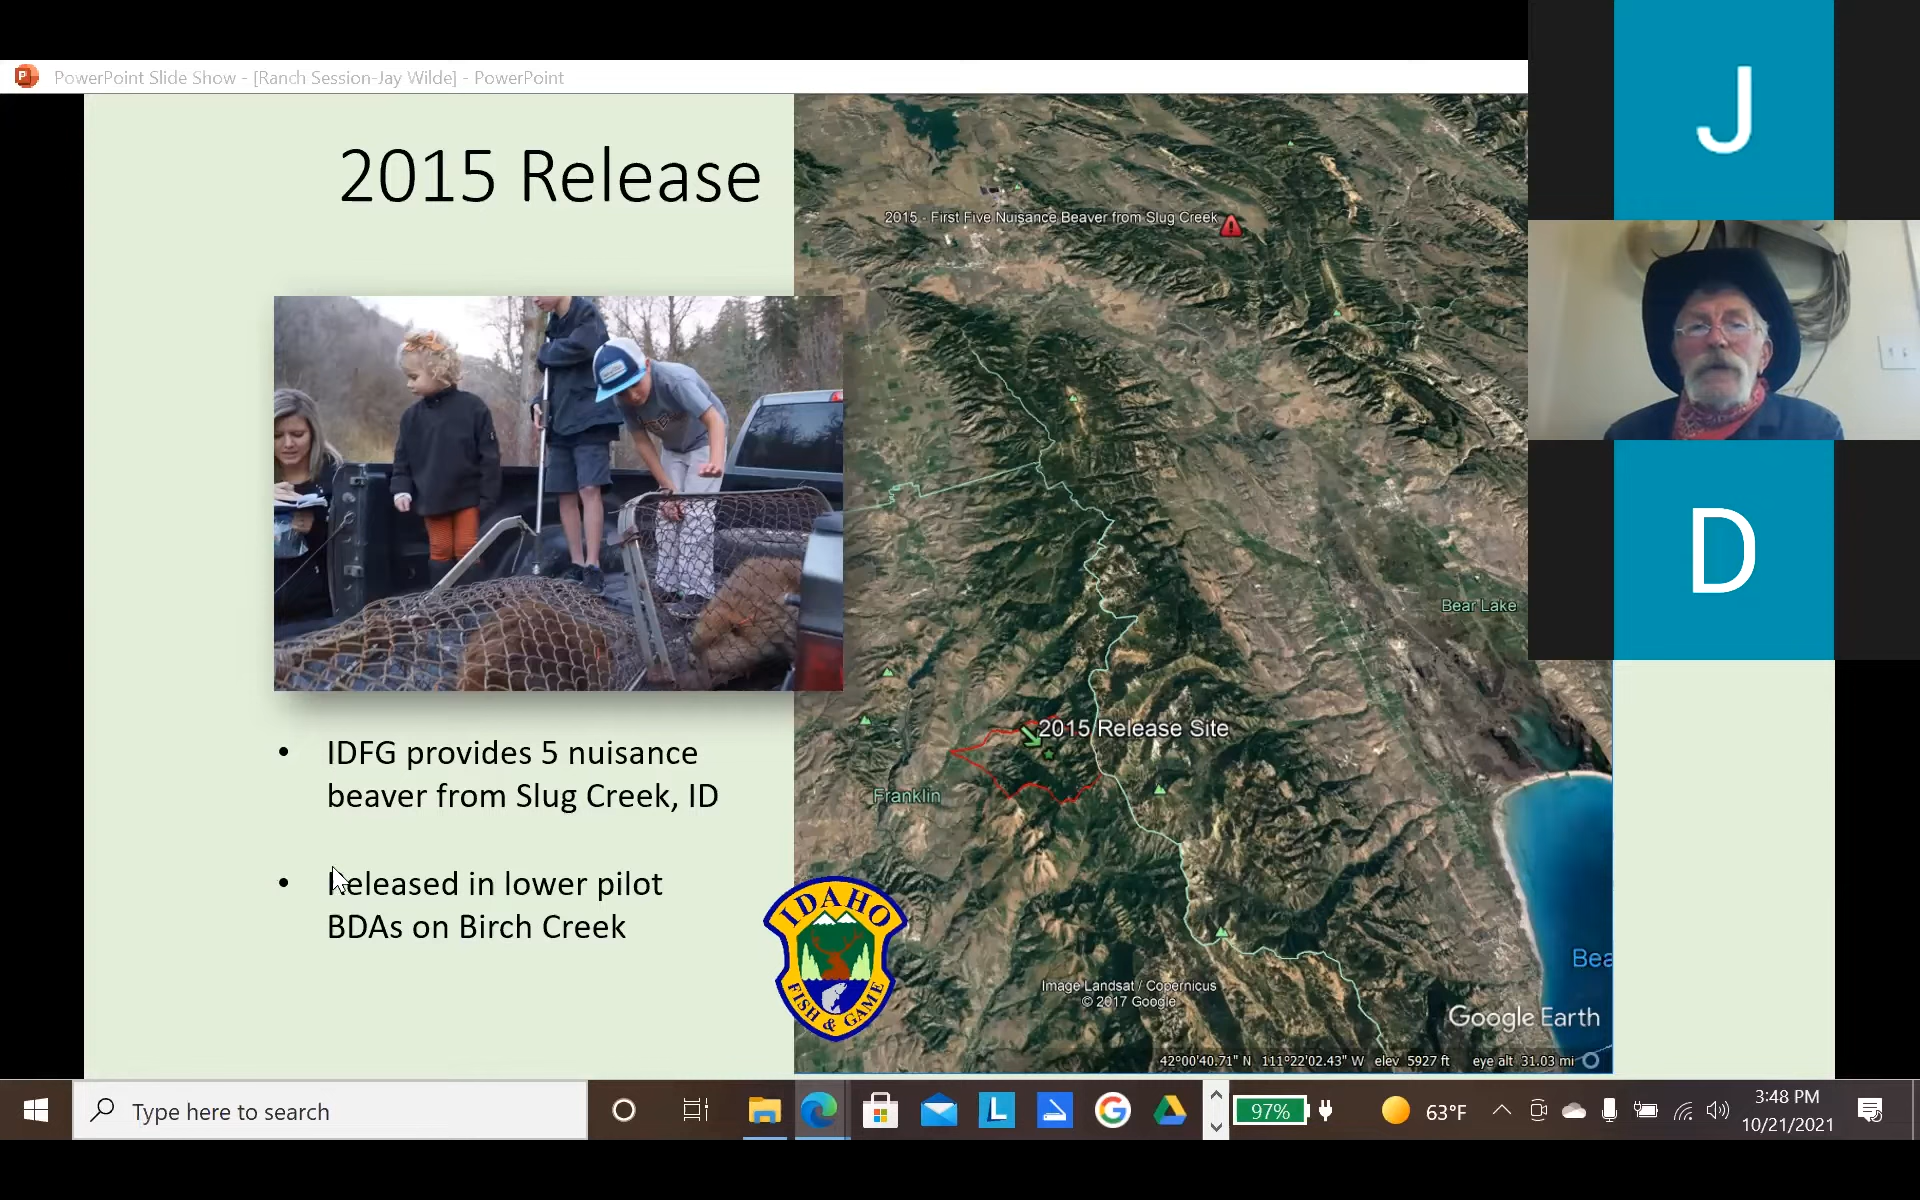 PowerPoint Slide Show - [Ranch Session-Jay Wilde] - PowerPoint
2015 Release
2015 - First Five Nuisance Beaver from Slug Creek
J
D
Bear Lake
2015 Release Site
Franklin
• IDFG provides 5 nuisance
beaver from Slug Creek, ID
• Released in lower pilot
BDAs on Birch Creek
IDAHO
FISH & GAME
Bea
Image Landsat / Copernicus
© 2017 Google
Google Earth
42°00'40.71" N 111°22'02.43" W elev 5927 ft eye alt 31.03 mi
Type here to search
L
G
97%
63°F
3:48 PM
10/21/2021